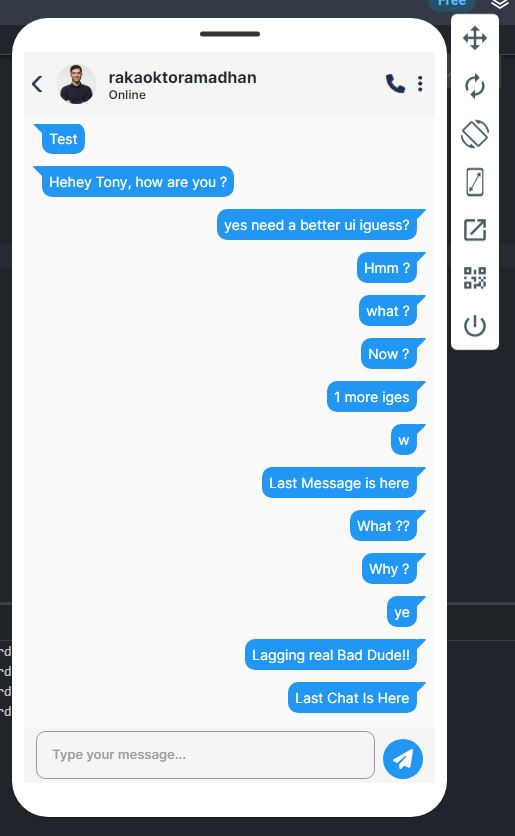 Free
rakaoktoramadhan
Online
Test
Hehey Tony, how are you ?
yes need a better ui iguess?
Hmm ?
what ?
Now ?
1 more iges
w
Last Message is here
What ??
Why ?
ye
Lagging real Bad Dude!!
rd
rd
Last Chat Is Here
rd
rd
Type your message...